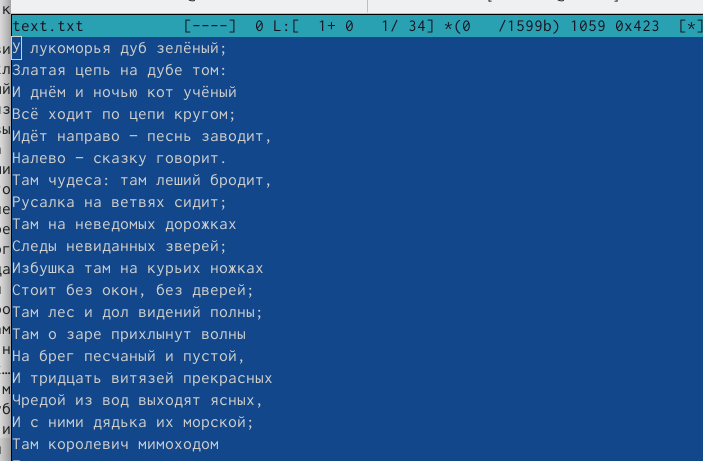 text.txt [----] 0 L:[ 1+ 0 1/ 34] *(0 /1599b) 1059 0x423 [*]
У лукоморья дуб зелёный;
Златая цепь на дубе том:
И днём и ночью кот учёный
Всё ходит по цепи кругом;
Идёт направо – песнь заводит,
Налево – сказку говорит.
Там чудеса: там леший бродит,
Русалка на ветвях сидит;
Там на неведомых дорожках
Следы невиданных зверей;
Избушка там на курьих ножках
Стоит без окон, без дверей;
Там лес и дол видений полны;
Там о заре прихлынут волны
На брег песчаный и пустой,
И тридцать витязей прекрасных
Чредой из вод выходят ясных,
И с ними дядька их морской;
Там королевич мимоходом